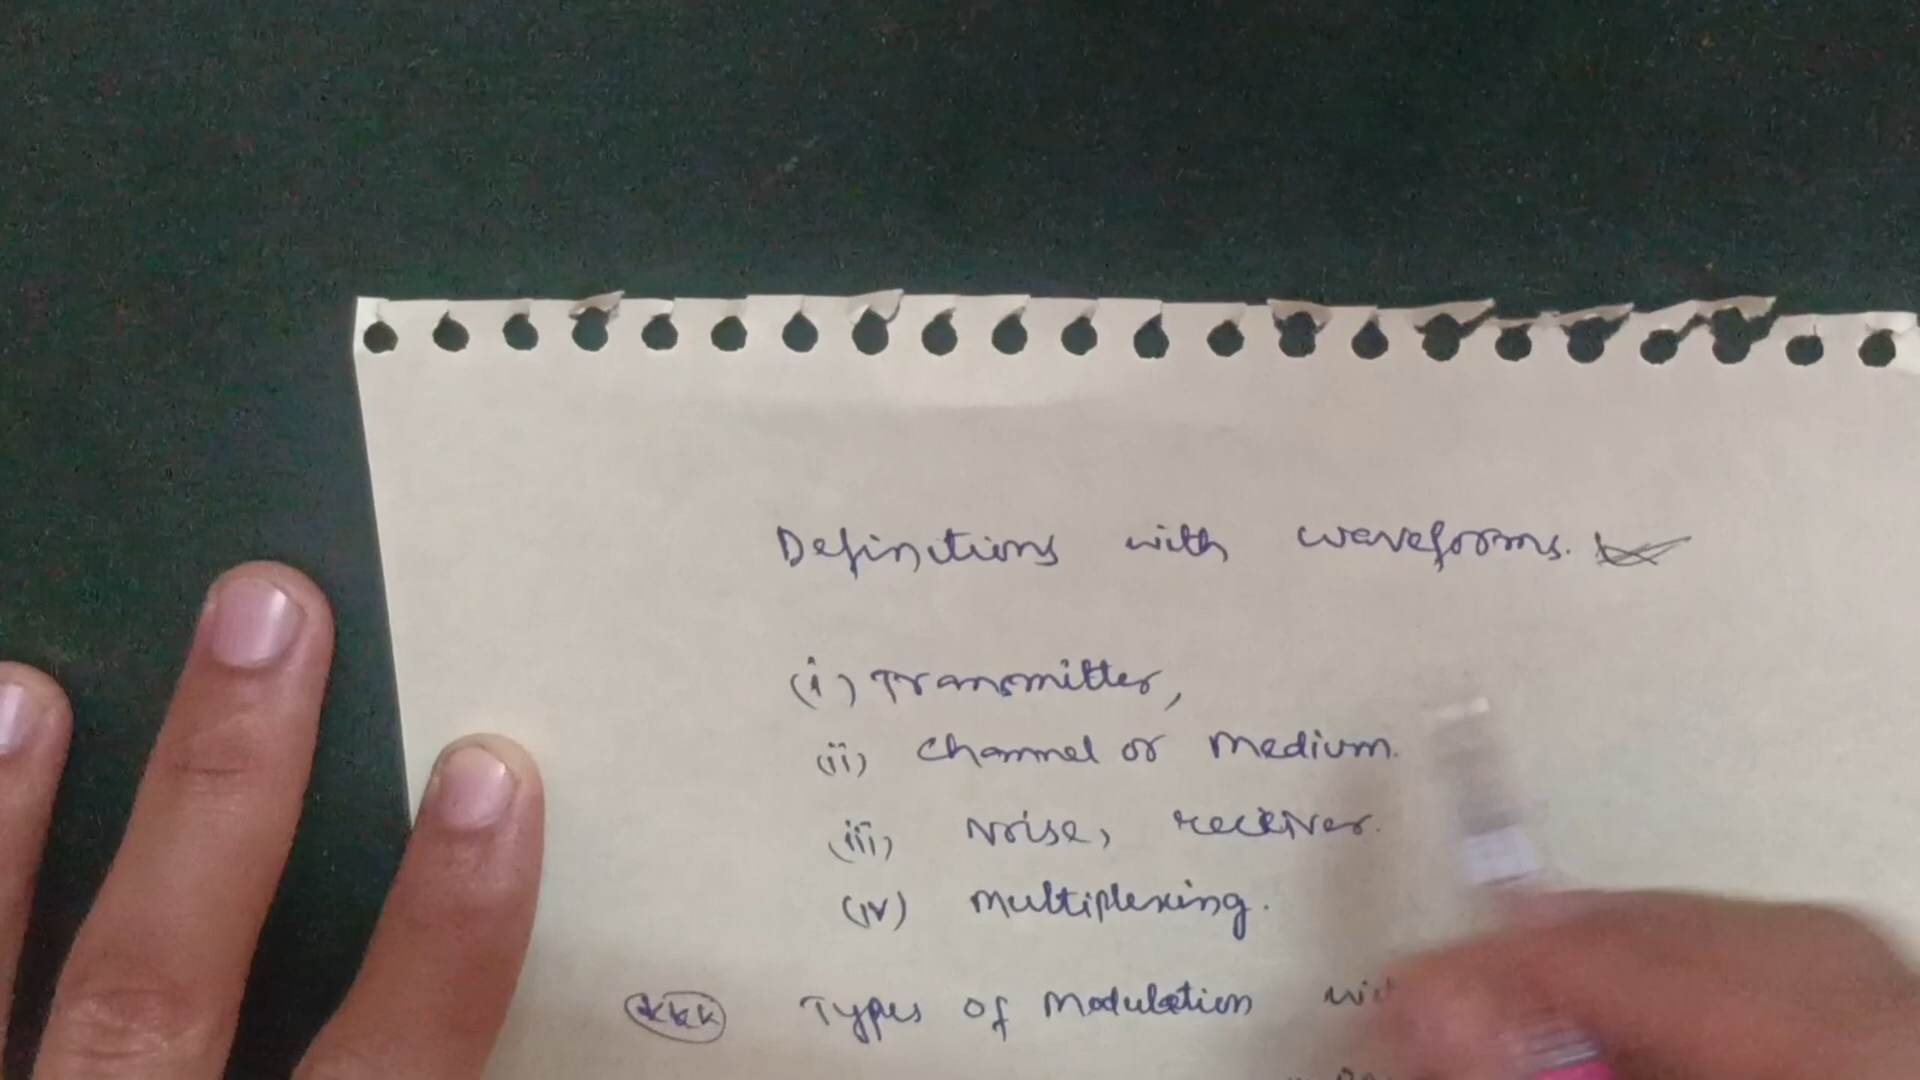 Definitions with waveforms.
(i) Transmitter,
(ii) Channel or Medium.
(iii) Noise, receiver.
(iv) Multiplexing.
*** Types of Modulation